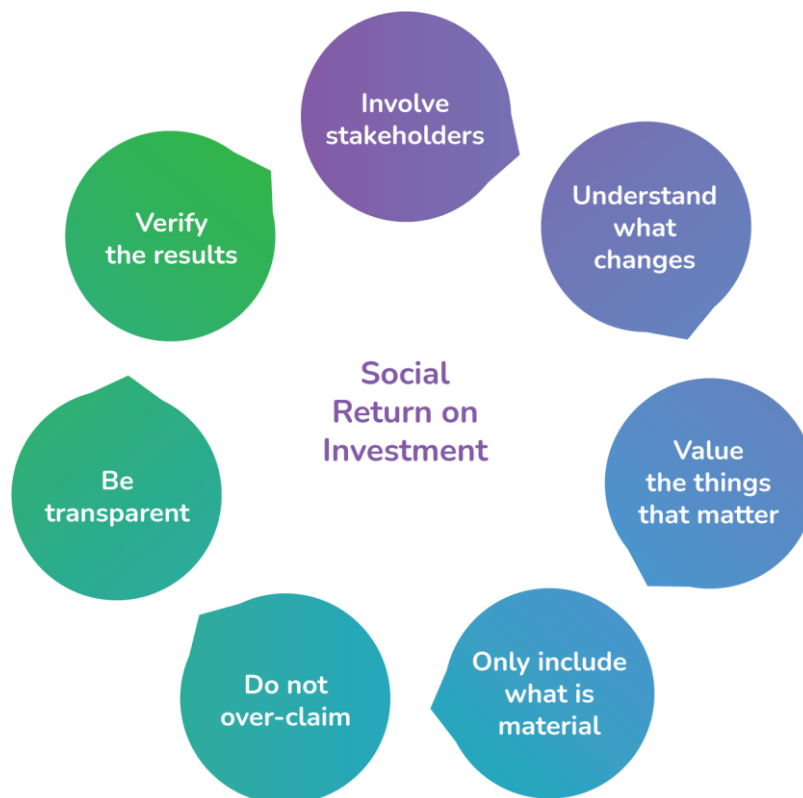 Involve
stakeholders
Understand
what
changes
Value
the things
that matter
Only include
what is
material
Do not
over-claim
Be
transparent
Verify
the results
Social
Return on
Investment